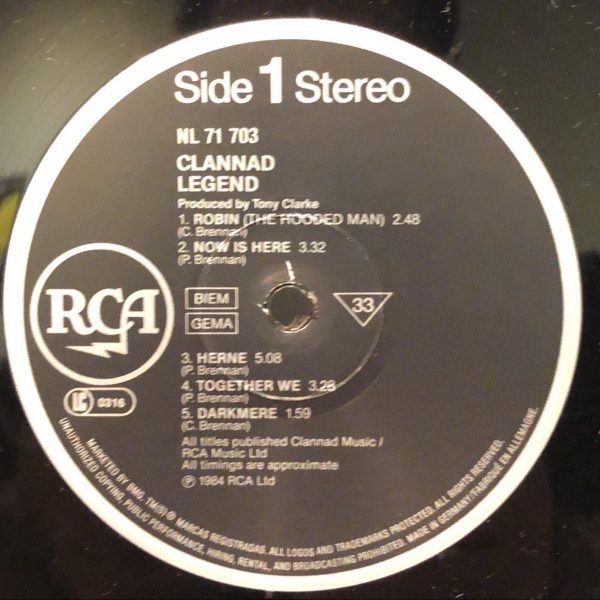 Side 1 Stereo
NL 71 703
CLANNAD
LEGEND
Produced by Tony Clarke
1. ROBIN (THE HOODED MAN) 2.48
(C. Brennan)
2. NOW IS HERE 3.32
(P. Brennan)
RCA
BIEM
GEMA
33
3. HERNE 5.08
(P. Brennan)
4. TOGETHER WE 3.28
(P. Brennan)
5. DARKMERE 1.59
(C. Brennan)
LC 0316
All titles published Clannad Music /
RCA Music Ltd
All timings are approximate
Ⓟ 1984 RCA Ltd
MARKETED BY BMG. TM(S) ® MARCAS REGISTRADAS. ALL LOGOS AND TRADEMARKS PROTECTED. ALL RIGHTS RESERVED.
UNAUTHORIZED COPYING, PUBLIC PERFORMANCE, HIRING, RENTAL, AND BROADCASTING PROHIBITED. MADE IN GERMANY/FABRIQUÉ EN ALLEMAGNE.